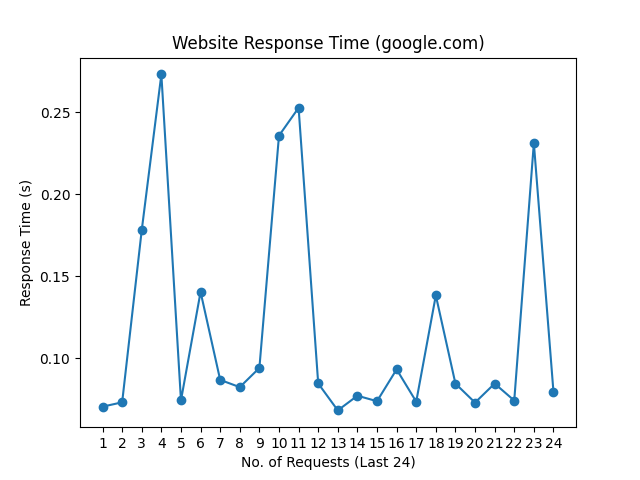 Website Response Time (google.com)
0.25
0.20
0.15
0.10
Response Time (s)
1 2 3 4 5 6 7 8 9 10 11 12 13 14 15 16 17 18 19 20 21 22 23 24
No. of Requests (Last 24)